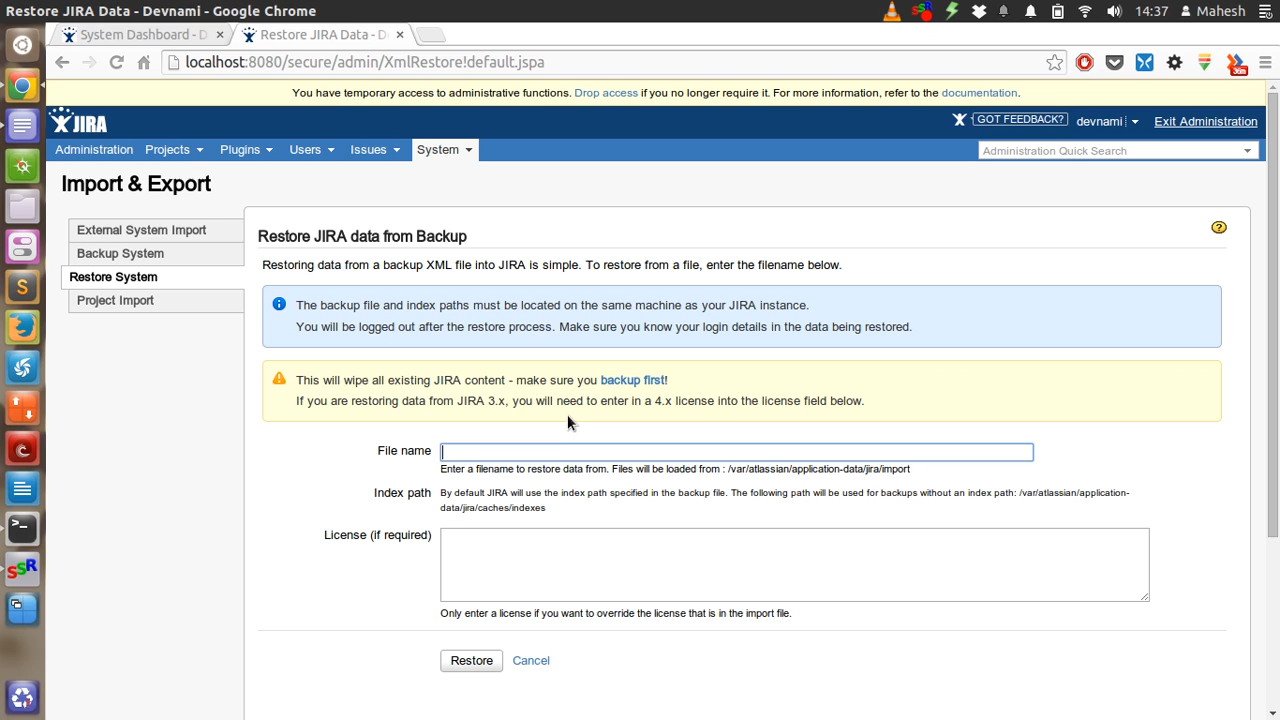 Restore JIRA Data - Devnami - Google Chrome
14:37 Mahesh
System Dashboard - D
Restore JIRA Data - D
localhost:8080/secure/admin/XmlRestore!default.jspa
You have temporary access to administrative functions. Drop access if you no longer require it. For more information, refer to the documentation.
JIRA
GOT FEEDBACK? devnami Exit Administration
Administration Projects Plugins Users Issues System
Administration Quick Search
Import & Export
External System Import
Backup System
Restore System
Project Import
Restore JIRA data from Backup
Restoring data from a backup XML file into JIRA is simple. To restore from a file, enter the filename below.
The backup file and index paths must be located on the same machine as your JIRA instance.
You will be logged out after the restore process. Make sure you know your login details in the data being restored.
This will wipe all existing JIRA content - make sure you backup first!
If you are restoring data from JIRA 3.x, you will need to enter in a 4.x license into the license field below.
File name
Enter a filename to restore data from. Files will be loaded from : /var/atlassian/application-data/jira/import
Index path By default JIRA will use the index path specified in the backup file. The following path will be used for backups without an index path: /var/atlassian/application-
data/jira/caches/indexes
License (if required)
Only enter a license if you want to override the license that is in the import file.
Restore Cancel